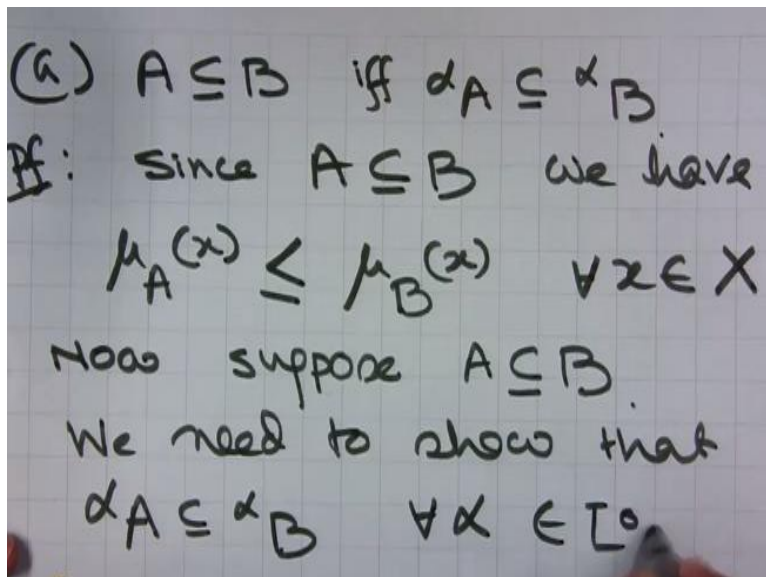 (a) A ⊆ B iff αA ⊆ αB.
Pf: Since A ⊆ B we have
μA(x) ≤ μB(x) ∀x ∈ X
Now suppose A ⊆ B.
We need to show that
αA ⊆ αB ∀α ∈ [0